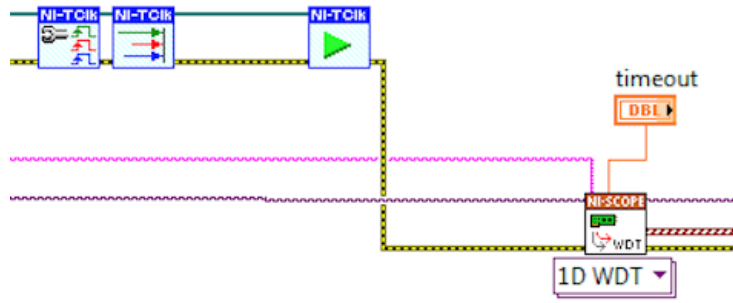 NI-TClk NI-TClk NI-TClk
timeout
DBL
NI-SCOPE
WDT
1D WDT